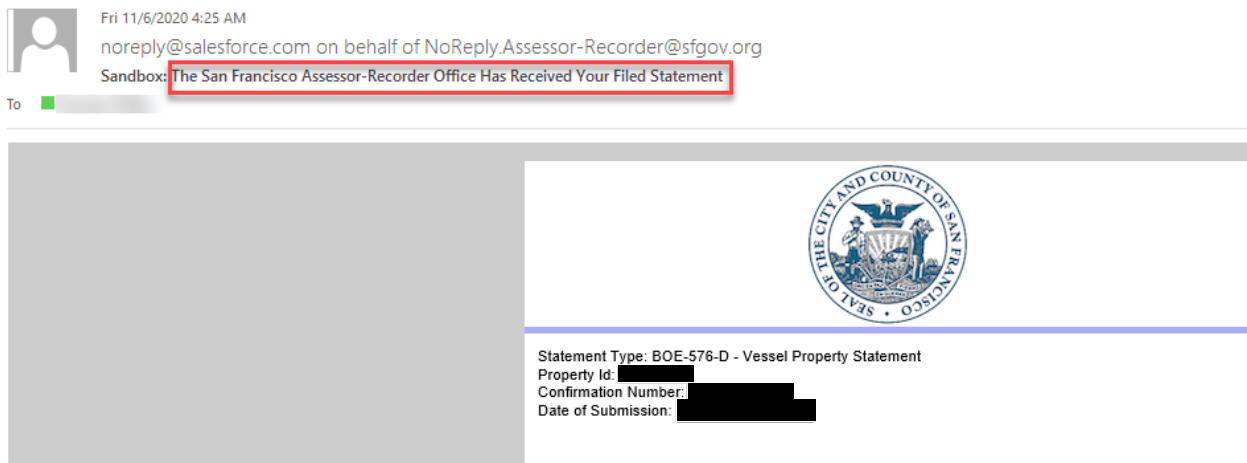 Fri 11/6/2020 4:25 AM
noreply@salesforce.com on behalf of NoReply.Assessor-Recorder@sfgov.org
Sandbox: The San Francisco Assessor-Recorder Office Has Received Your Filed Statement
To
SEAL OF THE CITY AND COUNTY OF SAN FRANCISCO
Statement Type: BOE-576-D - Vessel Property Statement
Property Id:
Confirmation Number:
Date of Submission: